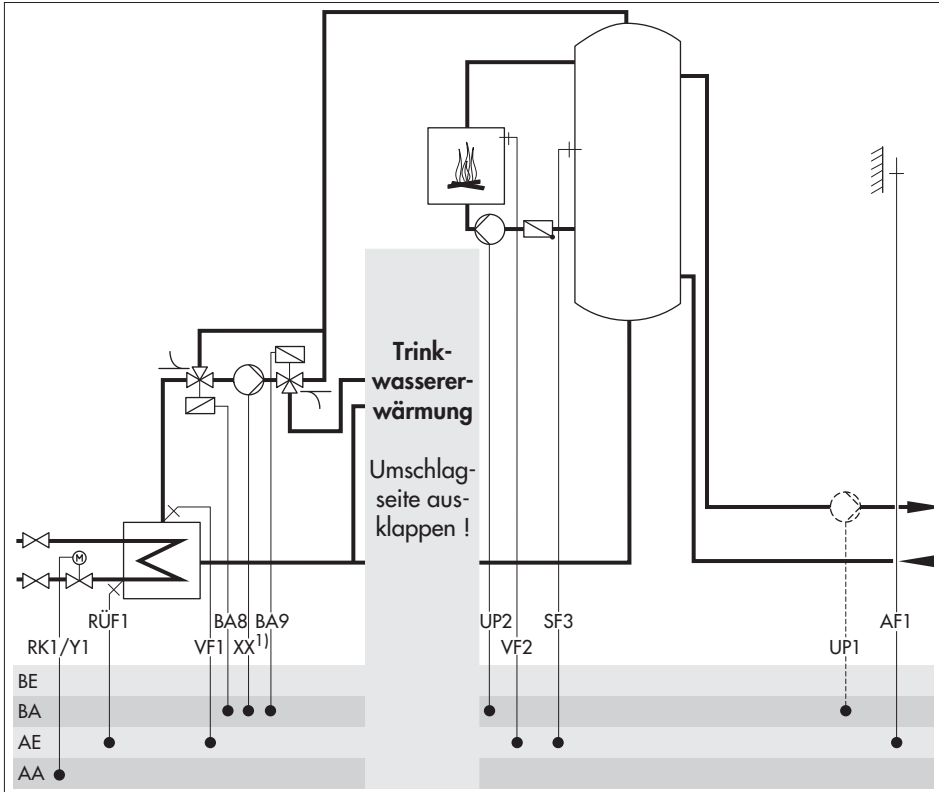 M
Trink-
wasserer-
wärmung
Umschlag-
seite aus-
klappen !
RÜF1 BA8 BA9 UP2 SF3 AF1
RK1/Y1 VF1 XX1) VF2 UP1
BE
BA
AE
AA